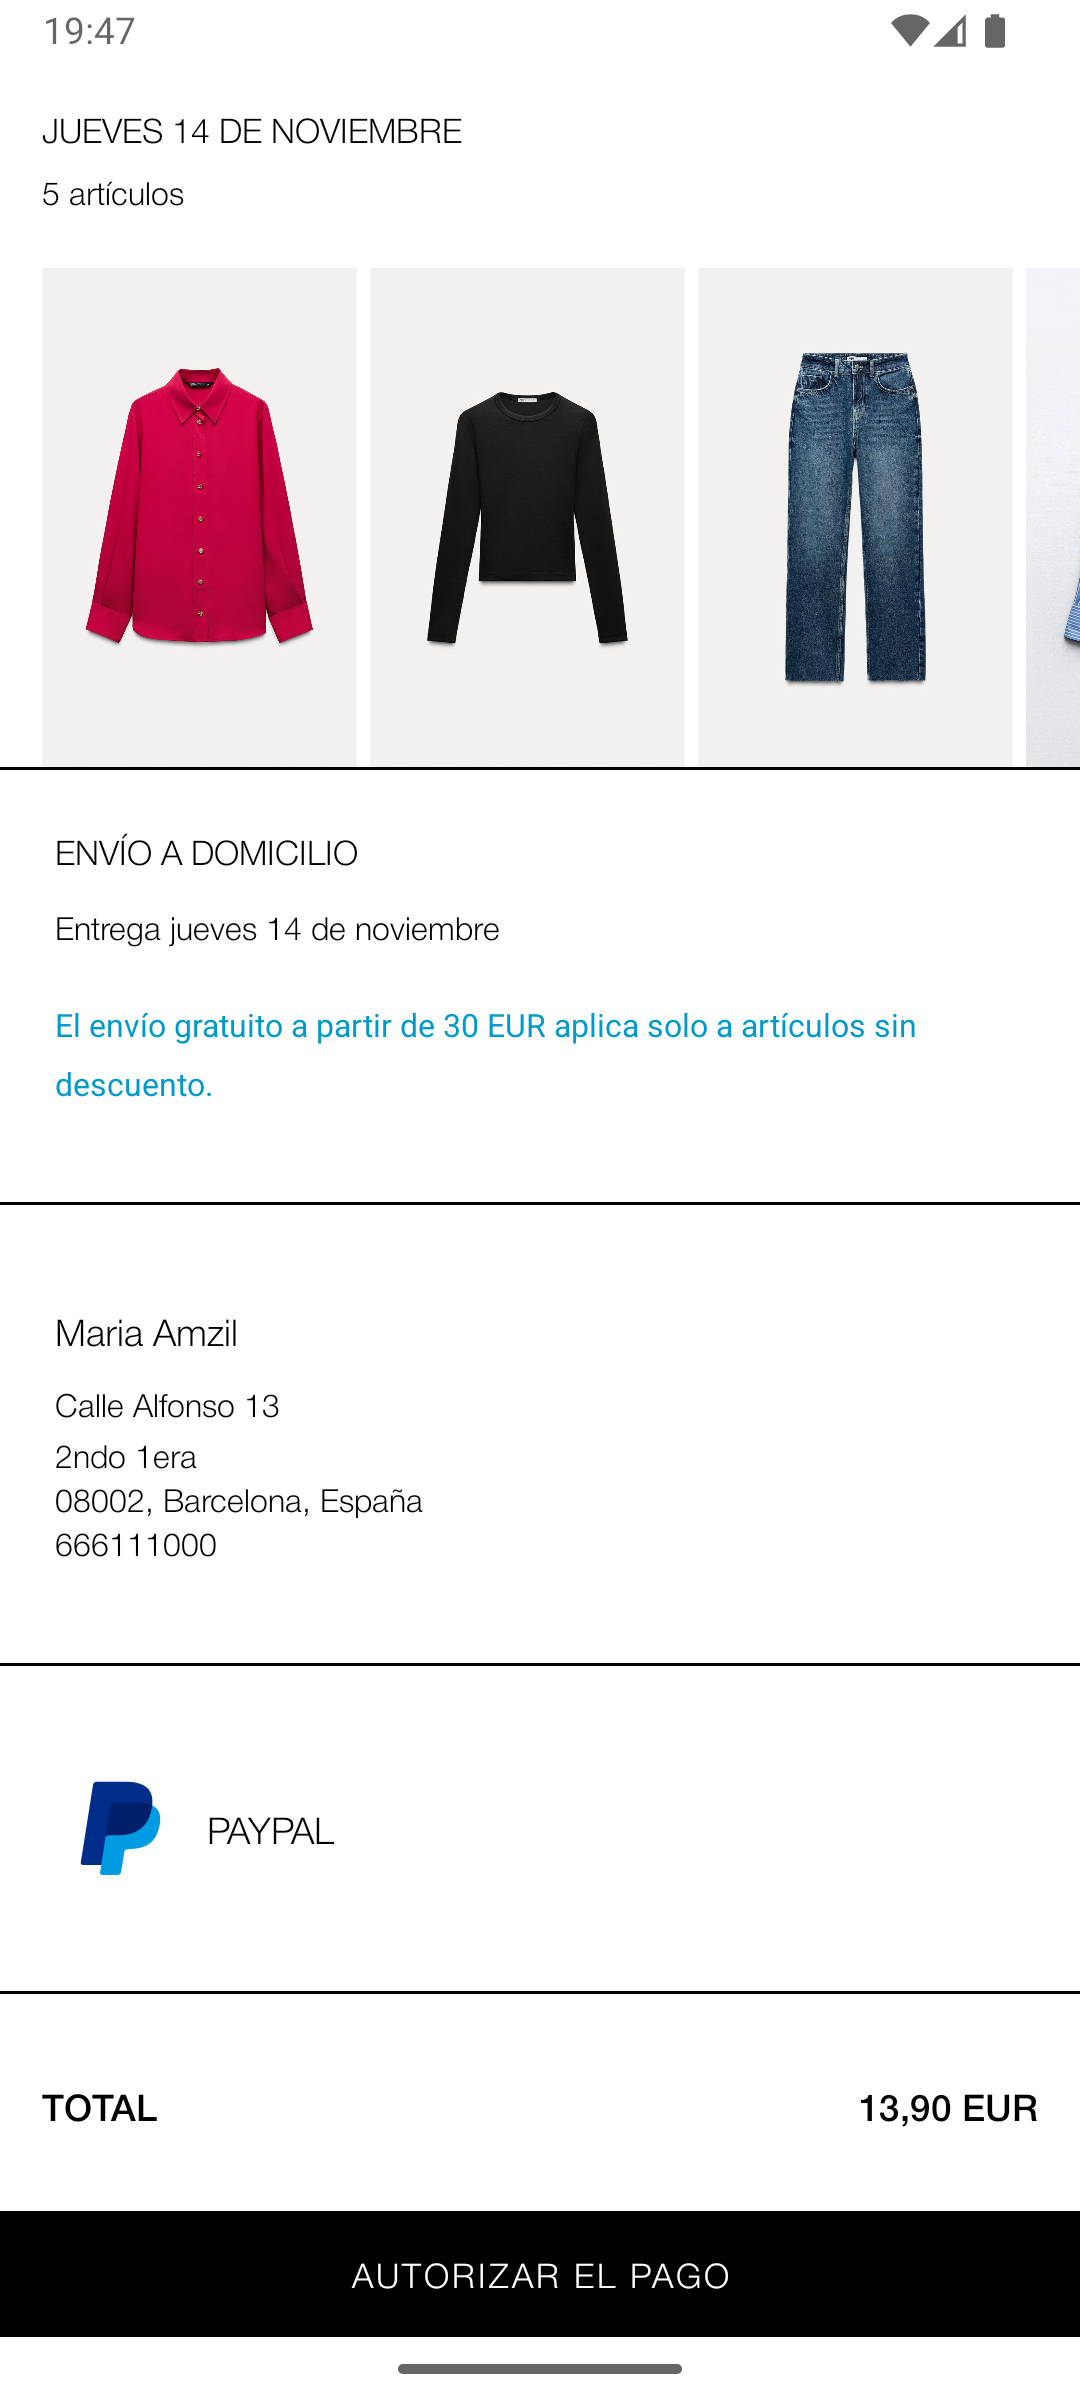 19:47
JUEVES 14 DE NOVIEMBRE
5 artículos
ENVÍO A DOMICILIO
Entrega jueves 14 de noviembre
El envío gratuito a partir de 30 EUR aplica solo a artículos sin
descuento.
Maria Amzil
Calle Alfonso 13
2ndo 1era
08002, Barcelona, España
666111000
PAYPAL
TOTAL 13,90 EUR
AUTORIZAR EL PAGO